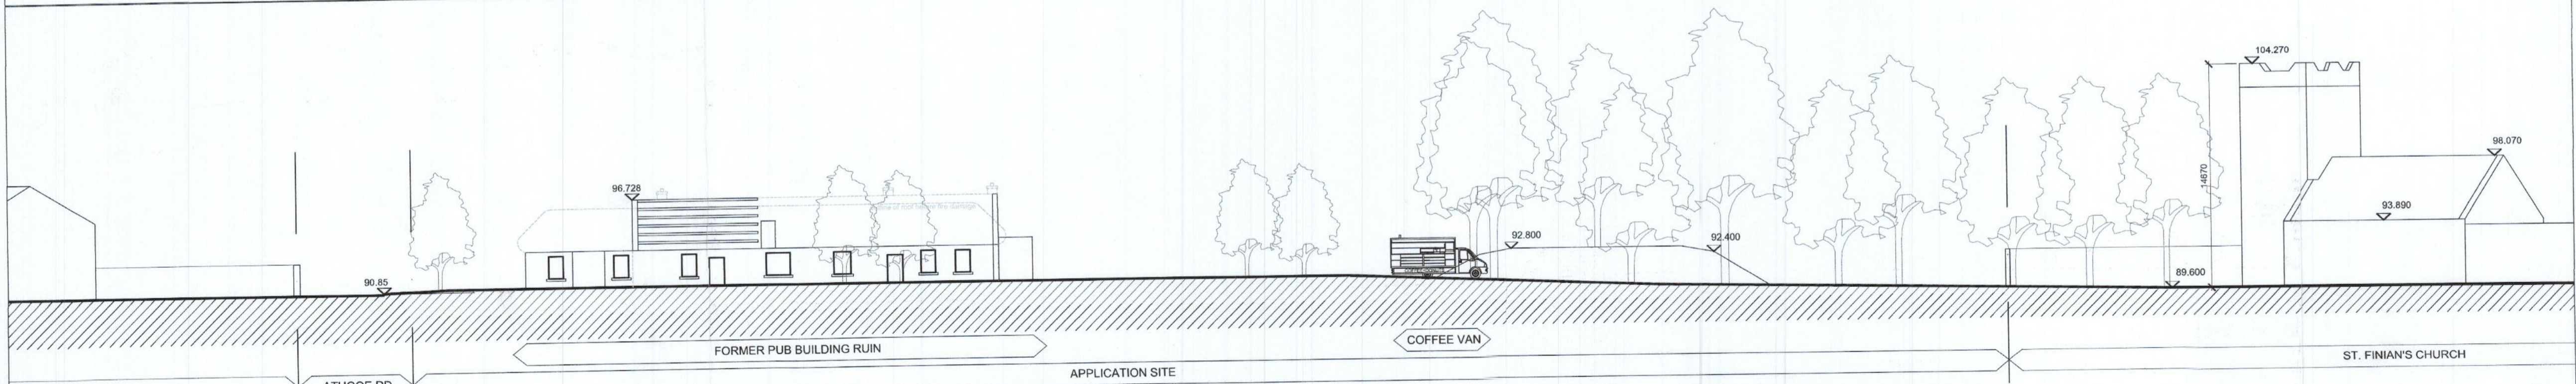 104.270
98.070
96.728
14670
93.890
92.800
92.400
90.85
89.600
FORMER PUB BUILDING RUIN
COFFEE VAN
ST. FINIAN'S CHURCH
APPLICATION SITE